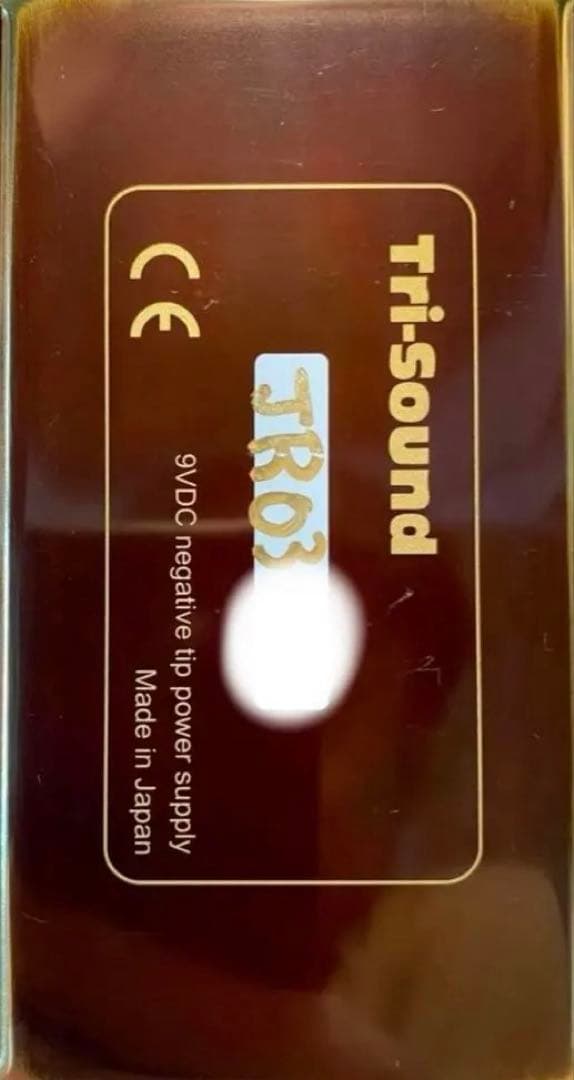 Tri-Sound
JR03
9VDC negative tip power supply
CE Made in Japan